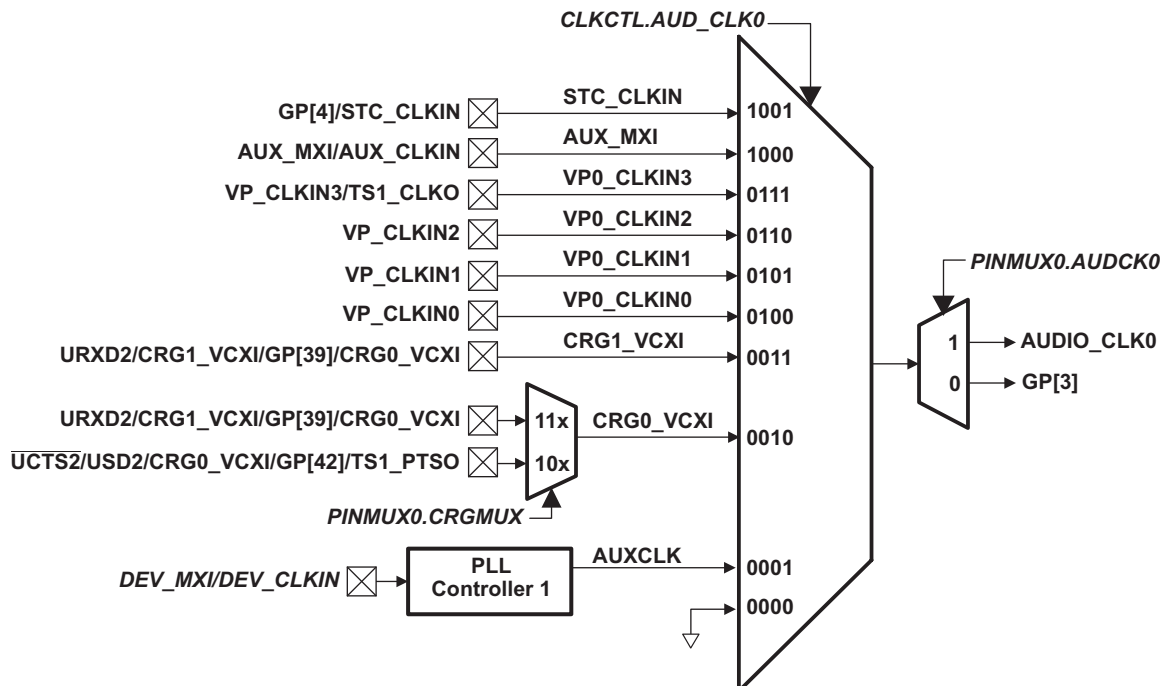 CLKCTL.AUD_CLK0
GP[4]/STC_CLKIN STC_CLKIN 1001
AUX_MXI/AUX_CLKIN AUX_MXI 1000
VP_CLKIN3/TS1_CLKO VP0_CLKIN3 0111
VP_CLKIN2 VP0_CLKIN2 0110
VP_CLKIN1 VP0_CLKIN1 0101
VP_CLKIN0 VP0_CLKIN0 0100
URXD2/CRG1_VCXI/GP[39]/CRG0_VCXI CRG1_VCXI 0011
PINMUX0.AUDCK0
1 AUDIO_CLK0
0 GP[3]
URXD2/CRG1_VCXI/GP[39]/CRG0_VCXI 11x CRG0_VCXI 0010
UCTS2/USD2/CRG0_VCXI/GP[42]/TS1_PTSO 10x
PINMUX0.CRGMUX
DEV_MXI/DEV_CLKIN
PLL
Controller 1
AUXCLK 0001
0000